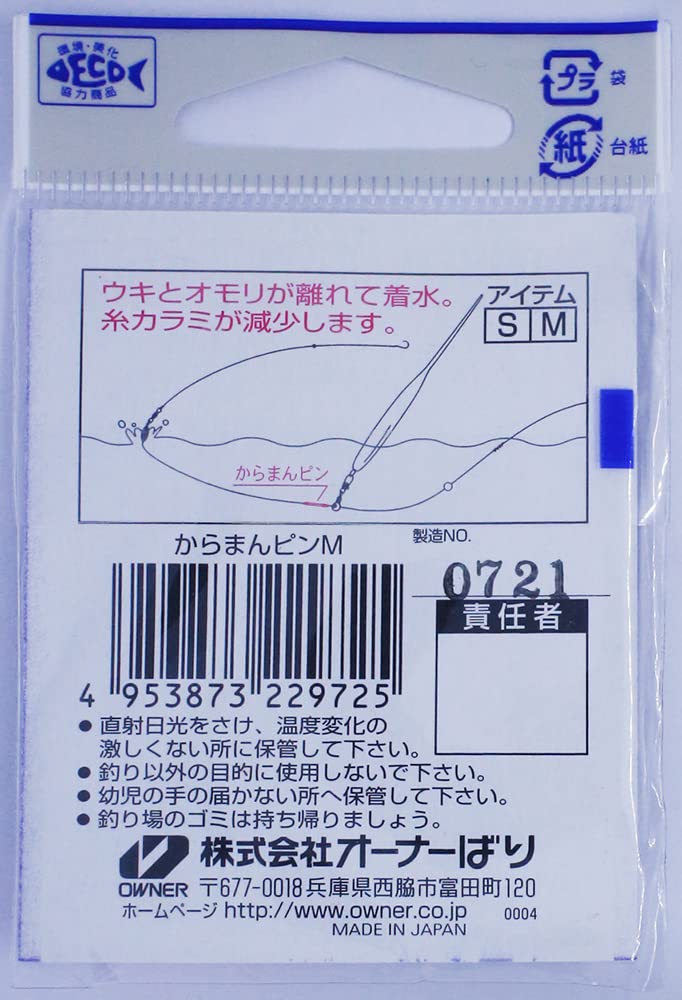 環境・美化
ECO
協力商品
プラ
袋
紙
台紙
ウキとオモリが離れて着水。
糸カラミが減少します。
アイテム
S M
からまんピン
からまんピンM
製造NO.
0721
責任者
4 953873 229725
● 直射日光をさけ、温度変化の
激しくない所に保管して下さい。
● 釣り以外の目的に使用しないで下さい。
● 幼児の手の届かない所へ保管して下さい。
● 釣り場のゴミは持ち帰りましょう。
OWNER
株式会社オーナーばり
〒677-0018兵庫県西脇市富田町120
ホームページ http://www.owner.co.jp
0004
MADE IN JAPAN